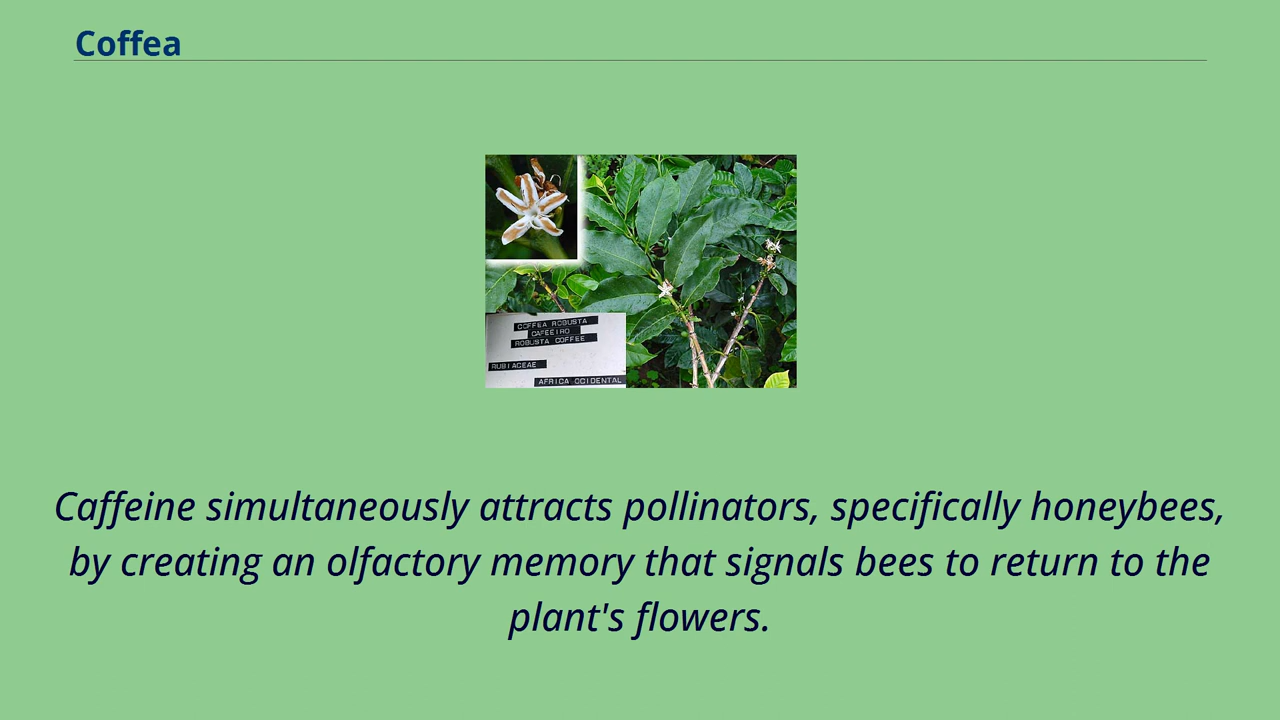 Coffea
COFFEA ROBUSTA
CAFEEIRO
ROBUSTA COFFEE
RUBIACEAE
AFRICA OCIDENTAL
Caffeine simultaneously attracts pollinators, specifically honeybees,
by creating an olfactory memory that signals bees to return to the
plant's flowers.